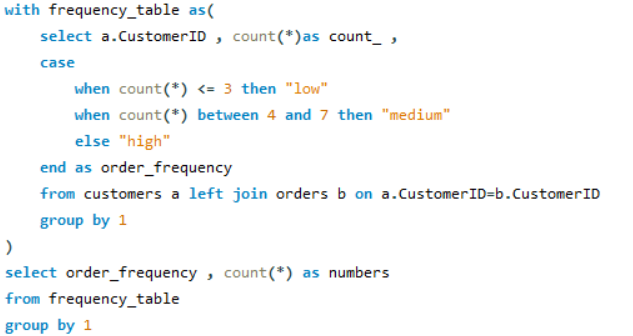 with frequency_table as(
select a.CustomerID , count(*)as count_ ,
case
when count(*) <= 3 then "low"
when count(*) between 4 and 7 then "medium"
else "high"
end as order_frequency
from customers a left join orders b on a.CustomerID=b.CustomerID
group by 1
)
select order_frequency , count(*) as numbers
from frequency_table
group by 1